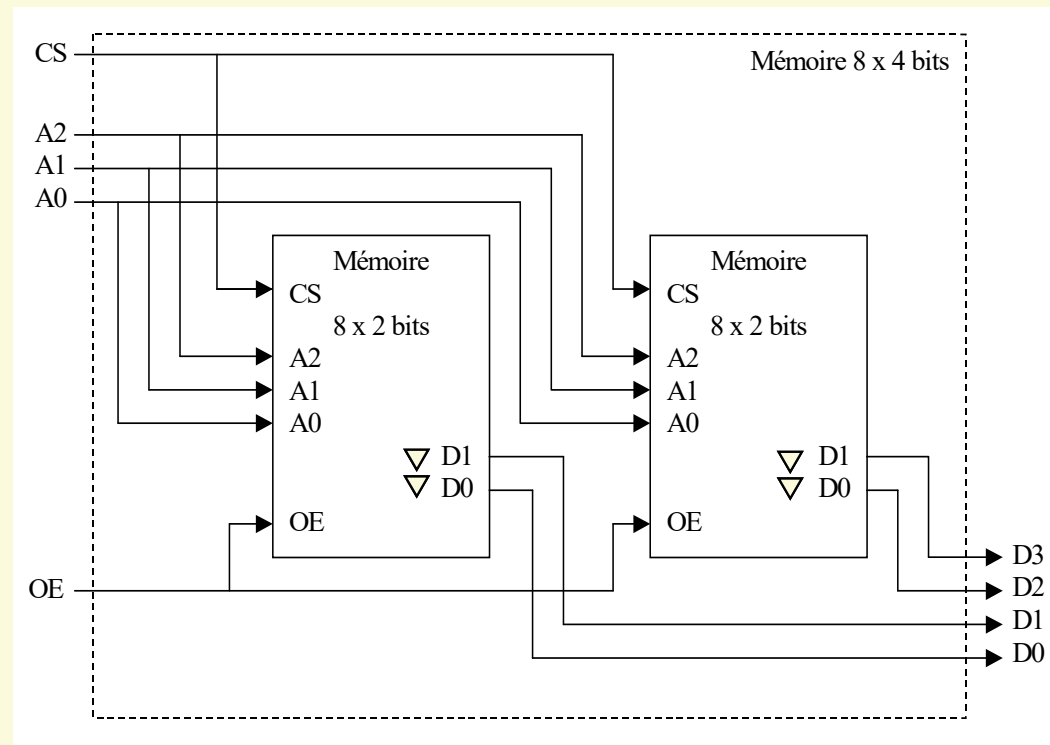 CS
Mémoire 8 x 4 bits
A2
A1
A0
Mémoire
CS
8 x 2 bits
A2
A1
A0
D1
D0
OE
Mémoire
CS
8 x 2 bits
A2
A1
A0
D1
D0
OE
OE
D3
D2
D1
D0